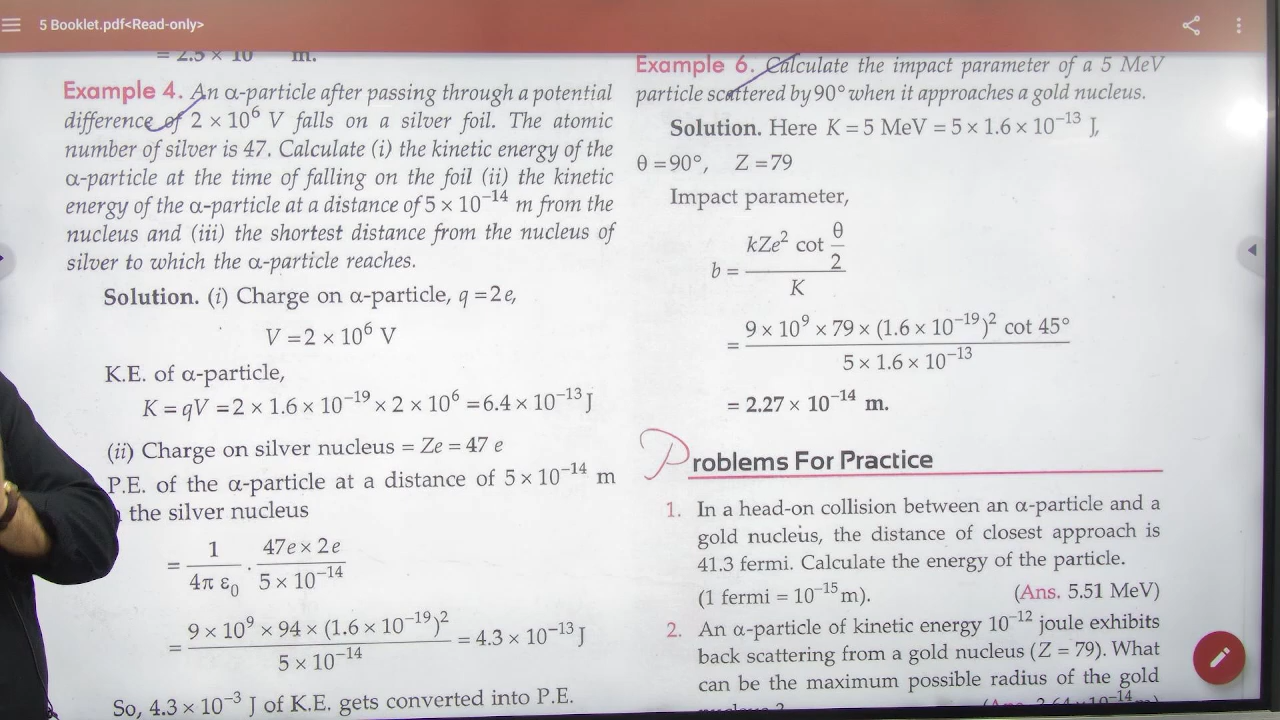 5 Booklet.pdf<Read-only>
= 2.5 × 10 m.
Example 4. An α-particle after passing through a potential
difference of 2 × 10⁶ V falls on a silver foil. The atomic
number of silver is 47. Calculate (i) the kinetic energy of the
α-particle at the time of falling on the foil (ii) the kinetic
energy of the α-particle at a distance of 5 × 10⁻¹⁴ m from the
nucleus and (iii) the shortest distance from the nucleus of
silver to which the α-particle reaches.
Solution. (i) Charge on α-particle, q = 2e,
V = 2 × 10⁶ V
K.E. of α-particle,
K = qV = 2 × 1.6 × 10⁻¹⁹ × 2 × 10⁶ = 6.4 × 10⁻¹³ J
(ii) Charge on silver nucleus = Ze = 47 e
P.E. of the α-particle at a distance of 5 × 10⁻¹⁴ m
the silver nucleus
= 1/4π ε₀ · 47e × 2e/5 × 10⁻¹⁴
= 9 × 10⁹ × 94 × (1.6 × 10⁻¹⁹)²/5 × 10⁻¹⁴ = 4.3 × 10⁻¹³ J
So, 4.3 × 10⁻³ J of K.E. gets converted into P.E.
Example 6. Calculate the impact parameter of a 5 MeV
particle scattered by 90° when it approaches a gold nucleus.
Solution. Here K = 5 MeV = 5 × 1.6 × 10⁻¹³ J,
θ = 90°, Z = 79
Impact parameter,
b = kZe² cot θ/2 / K
= 9 × 10⁹ × 79 × (1.6 × 10⁻¹⁹)² cot 45° / 5 × 1.6 × 10⁻¹³
= 2.27 × 10⁻¹⁴ m.
Problems For Practice
1. In a head-on collision between an α-particle and a
gold nucleus, the distance of closest approach is
41.3 fermi. Calculate the energy of the particle.
(1 fermi = 10⁻¹⁵ m). (Ans. 5.51 MeV)
2. An α-particle of kinetic energy 10⁻¹² joule exhibits
back scattering from a gold nucleus (Z = 79). What
can be the maximum possible radius of the gold